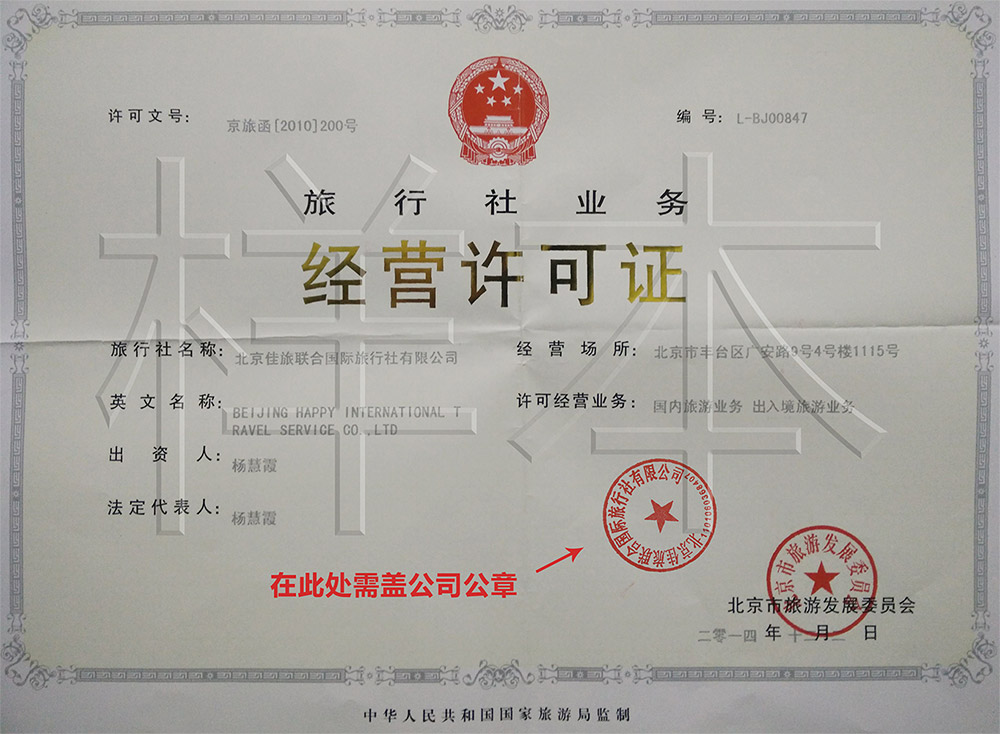 许可文号： 京旅函[2010]200号
编 号： L-BJ00847
旅行社业务
经营许可证
样本
旅行社名称： 北京佳旅联合国际旅行社有限公司
经营场所： 北京市丰台区广安路9号4号楼1115号
英文名称： BEIJING HAPPY INTERNATIONAL T
RAVEL SERVICE CO.,LTD
许可经营业务： 国内旅游业务 出入境旅游业务
出资人： 杨慧霞
法定代表人： 杨慧霞
北京佳旅联合国际旅行社有限公司
在此处需盖公司公章
北京市旅游发展委员会
北京市旅游发展委员会
二零一四 年 十二 月 二 日
中华人民共和国国家旅游局监制